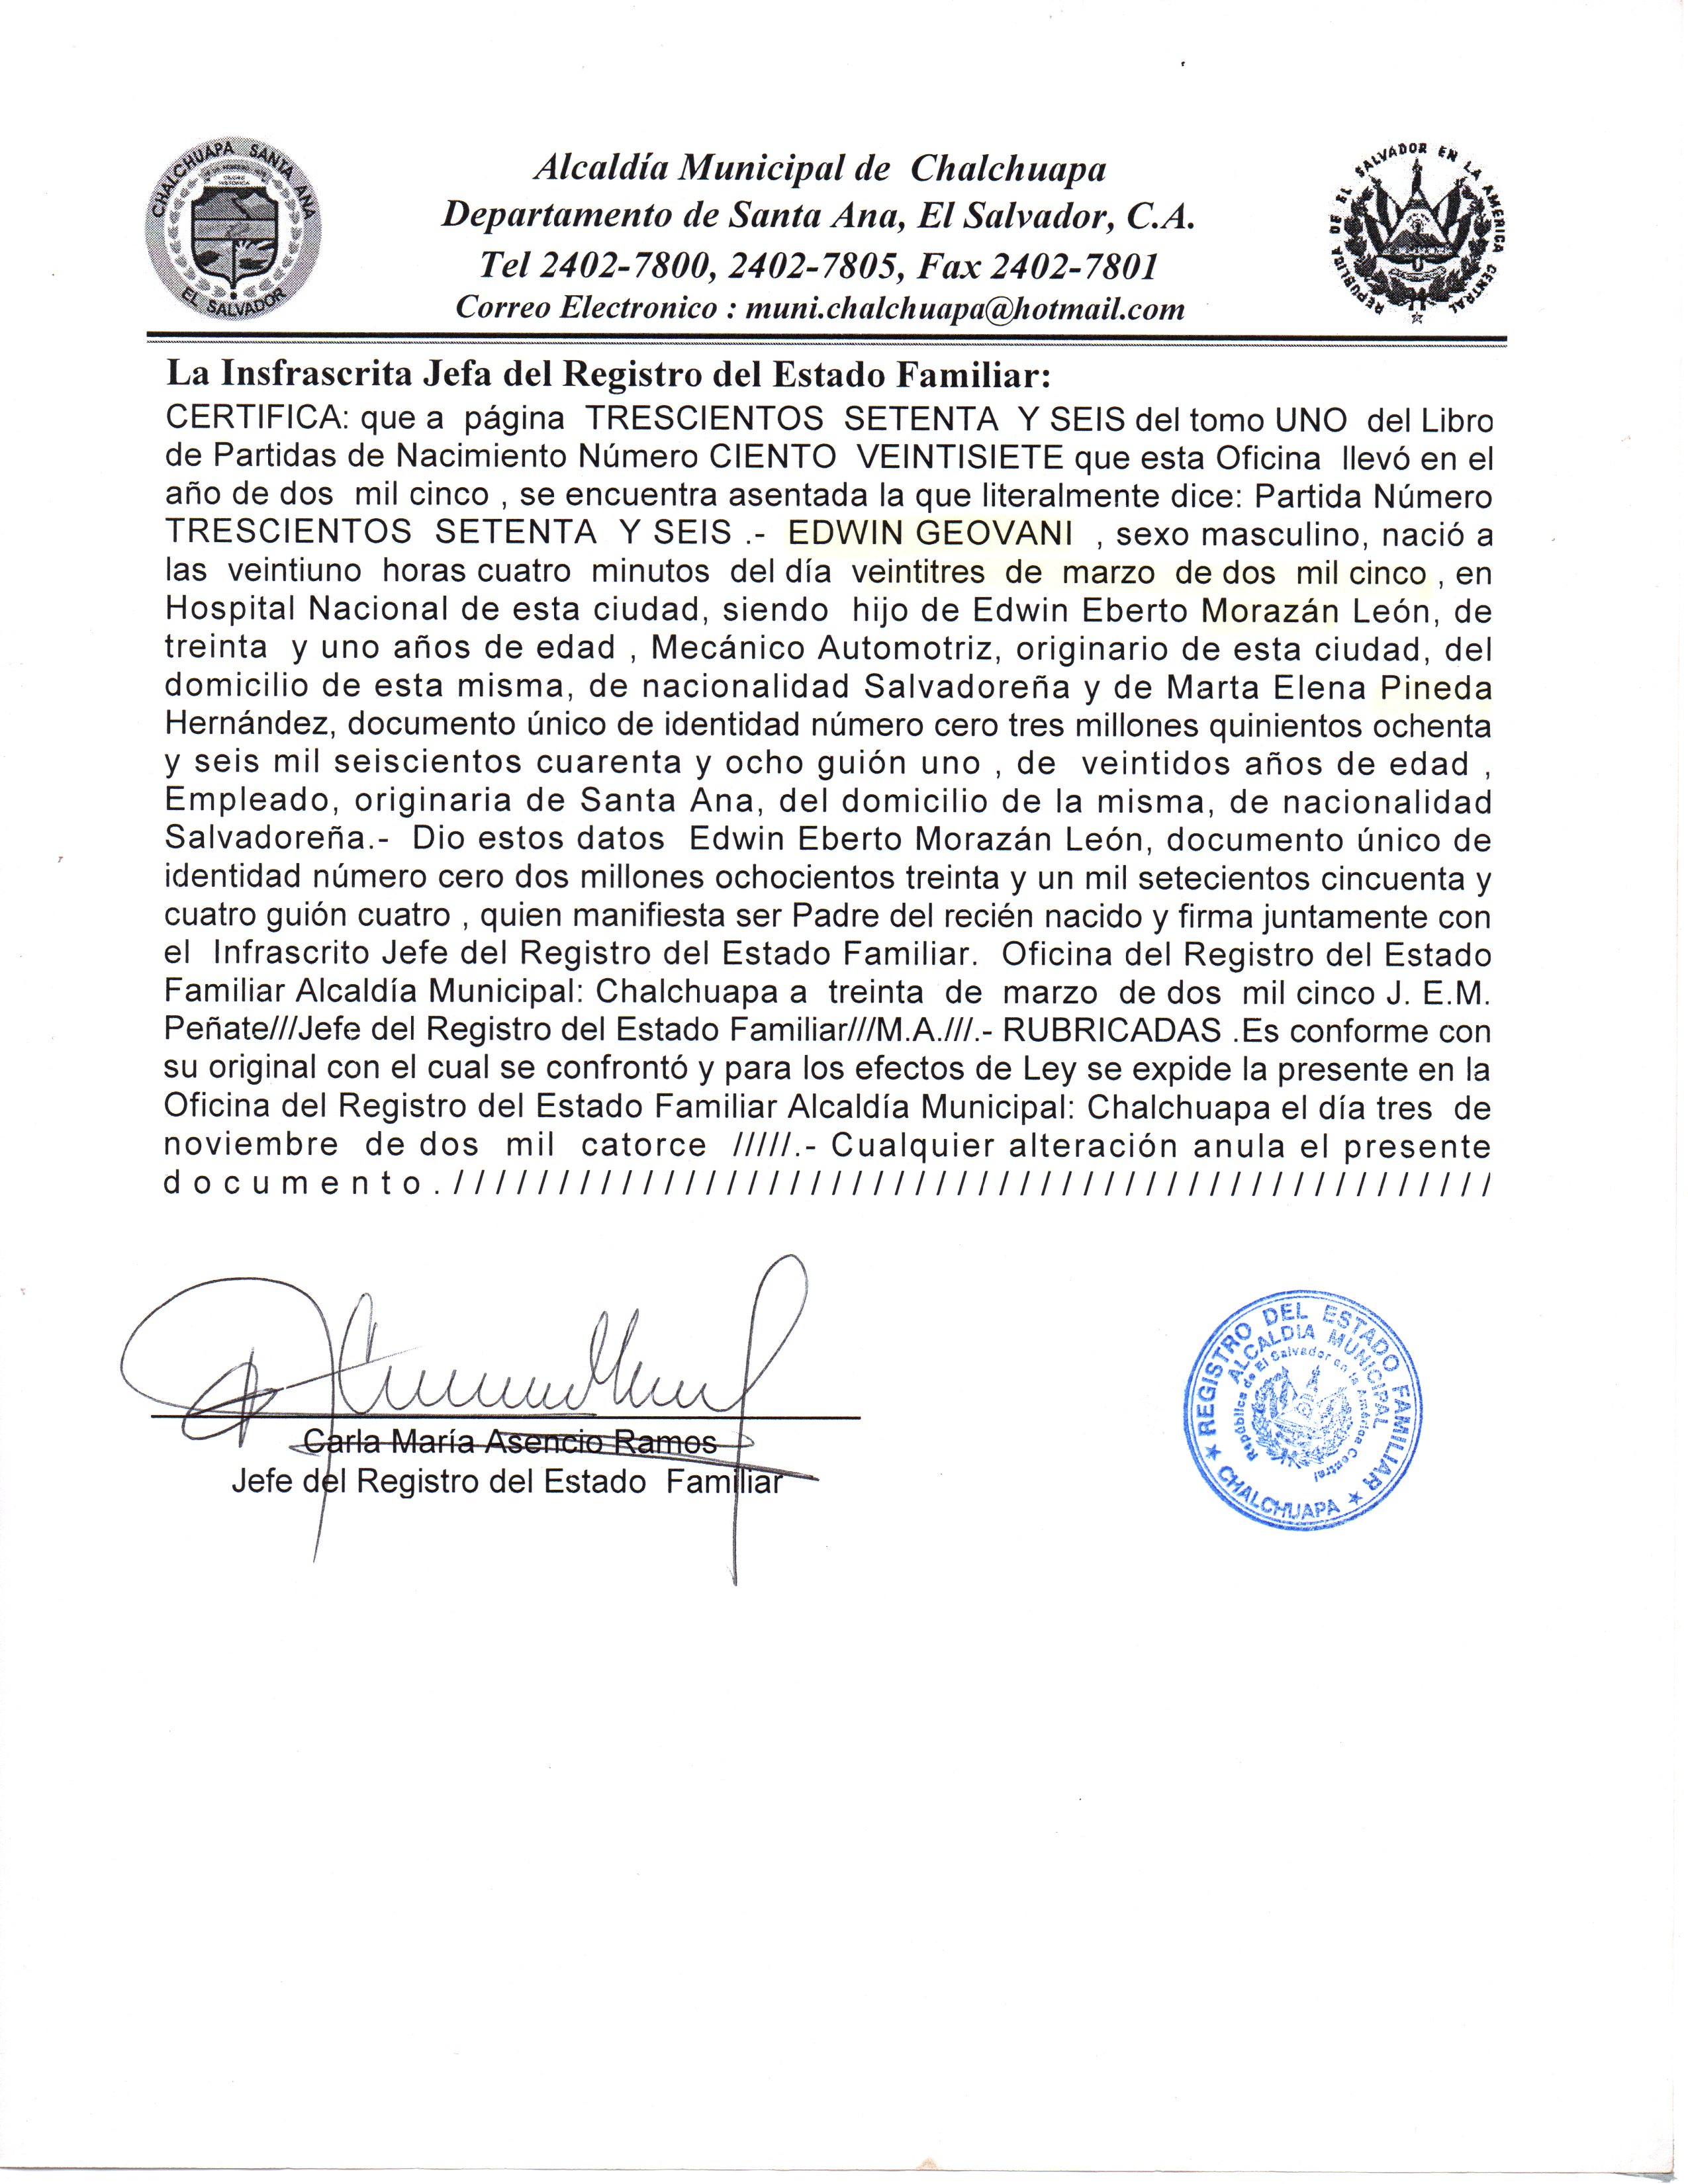 CHALCHUAPA SANTA ANA
EL SALVADOR
Alcaldía Municipal de Chalchuapa
Departamento de Santa Ana, El Salvador, C.A.
Tel 2402-7800, 2402-7805, Fax 2402-7801
Correo Electronico : muni.chalchuapa@hotmail.com
REPUBLICA DE EL SALVADOR EN LA AMERICA CENTRAL
La Insfrascrita Jefa del Registro del Estado Familiar:
CERTIFICA: que a página TRESCIENTOS SETENTA Y SEIS del tomo UNO del Libro
de Partidas de Nacimiento Número CIENTO VEINTISIETE que esta Oficina llevó en el
año de dos mil cinco , se encuentra asentada la que literalmente dice: Partida Número
TRESCIENTOS SETENTA Y SEIS .- EDWIN GEOVANI , sexo masculino, nació a
las veintiuno horas cuatro minutos del día veintitres de marzo de dos mil cinco , en
Hospital Nacional de esta ciudad, siendo hijo de Edwin Eberto Morazán León, de
treinta y uno años de edad , Mecánico Automotriz, originario de esta ciudad, del
domicilio de esta misma, de nacionalidad Salvadoreña y de Marta Elena Pineda
Hernández, documento único de identidad número cero tres millones quinientos ochenta
y seis mil seiscientos cuarenta y ocho guión uno , de veintidos años de edad ,
Empleado, originaria de Santa Ana, del domicilio de la misma, de nacionalidad
Salvadoreña.- Dio estos datos Edwin Eberto Morazán León, documento único de
identidad número cero dos millones ochocientos treinta y un mil setecientos cincuenta y
cuatro guión cuatro , quien manifiesta ser Padre del recién nacido y firma juntamente con
el Infrascrito Jefe del Registro del Estado Familiar. Oficina del Registro del Estado
Familiar Alcaldía Municipal: Chalchuapa a treinta de marzo de dos mil cinco J. E.M.
Peñate///Jefe del Registro del Estado Familiar///M.A.///.- RUBRICADAS .Es conforme con
su original con el cual se confrontó y para los efectos de Ley se expide la presente en la
Oficina del Registro del Estado Familiar Alcaldía Municipal: Chalchuapa el día tres de
noviembre de dos mil catorce /////.- Cualquier alteración anula el presente
documento.//////////////////////////////////////////////////
Carla María Asencio Ramos
Jefe del Registro del Estado Familiar
REGISTRO DEL ESTADO FAMILIAR
ALCALDIA MUNICIPAL
República de El Salvador en la América Central
CHALCHUAPA